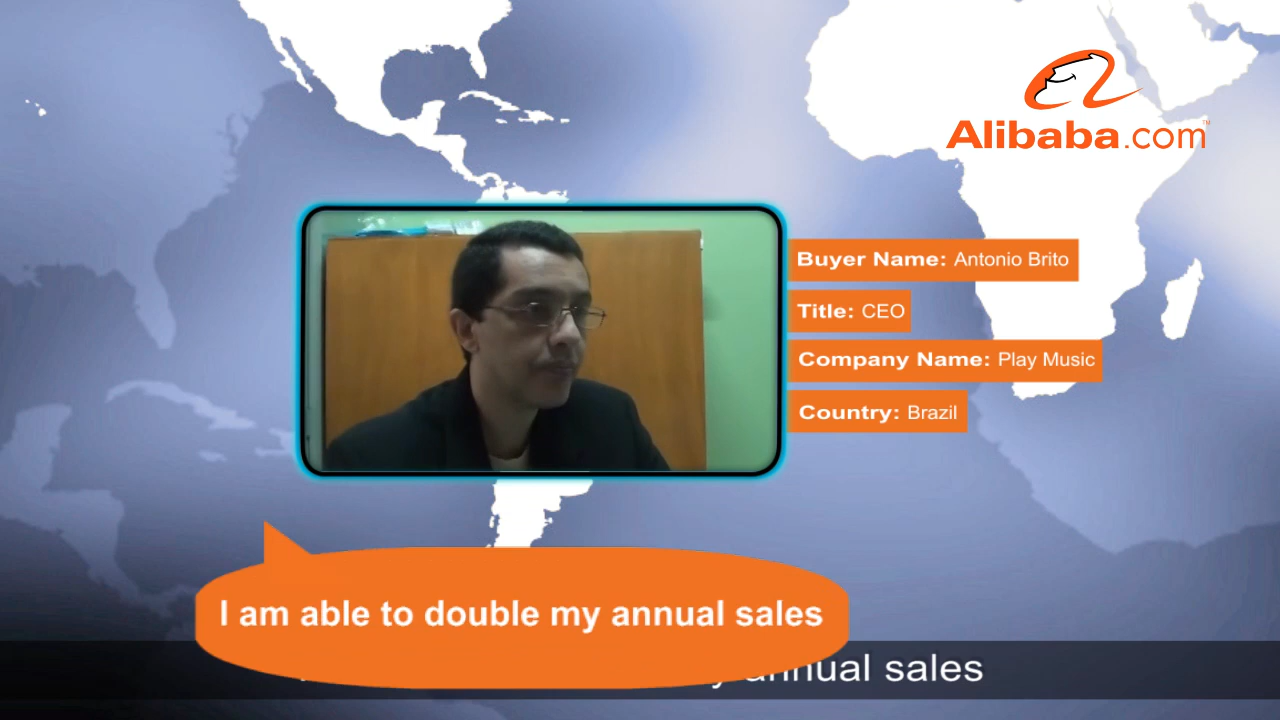 Alibaba.com™
Buyer Name: Antonio Brito
Title: CEO
Company Name: Play Music
Country: Brazil
I am able to double my annual sales
annual sales